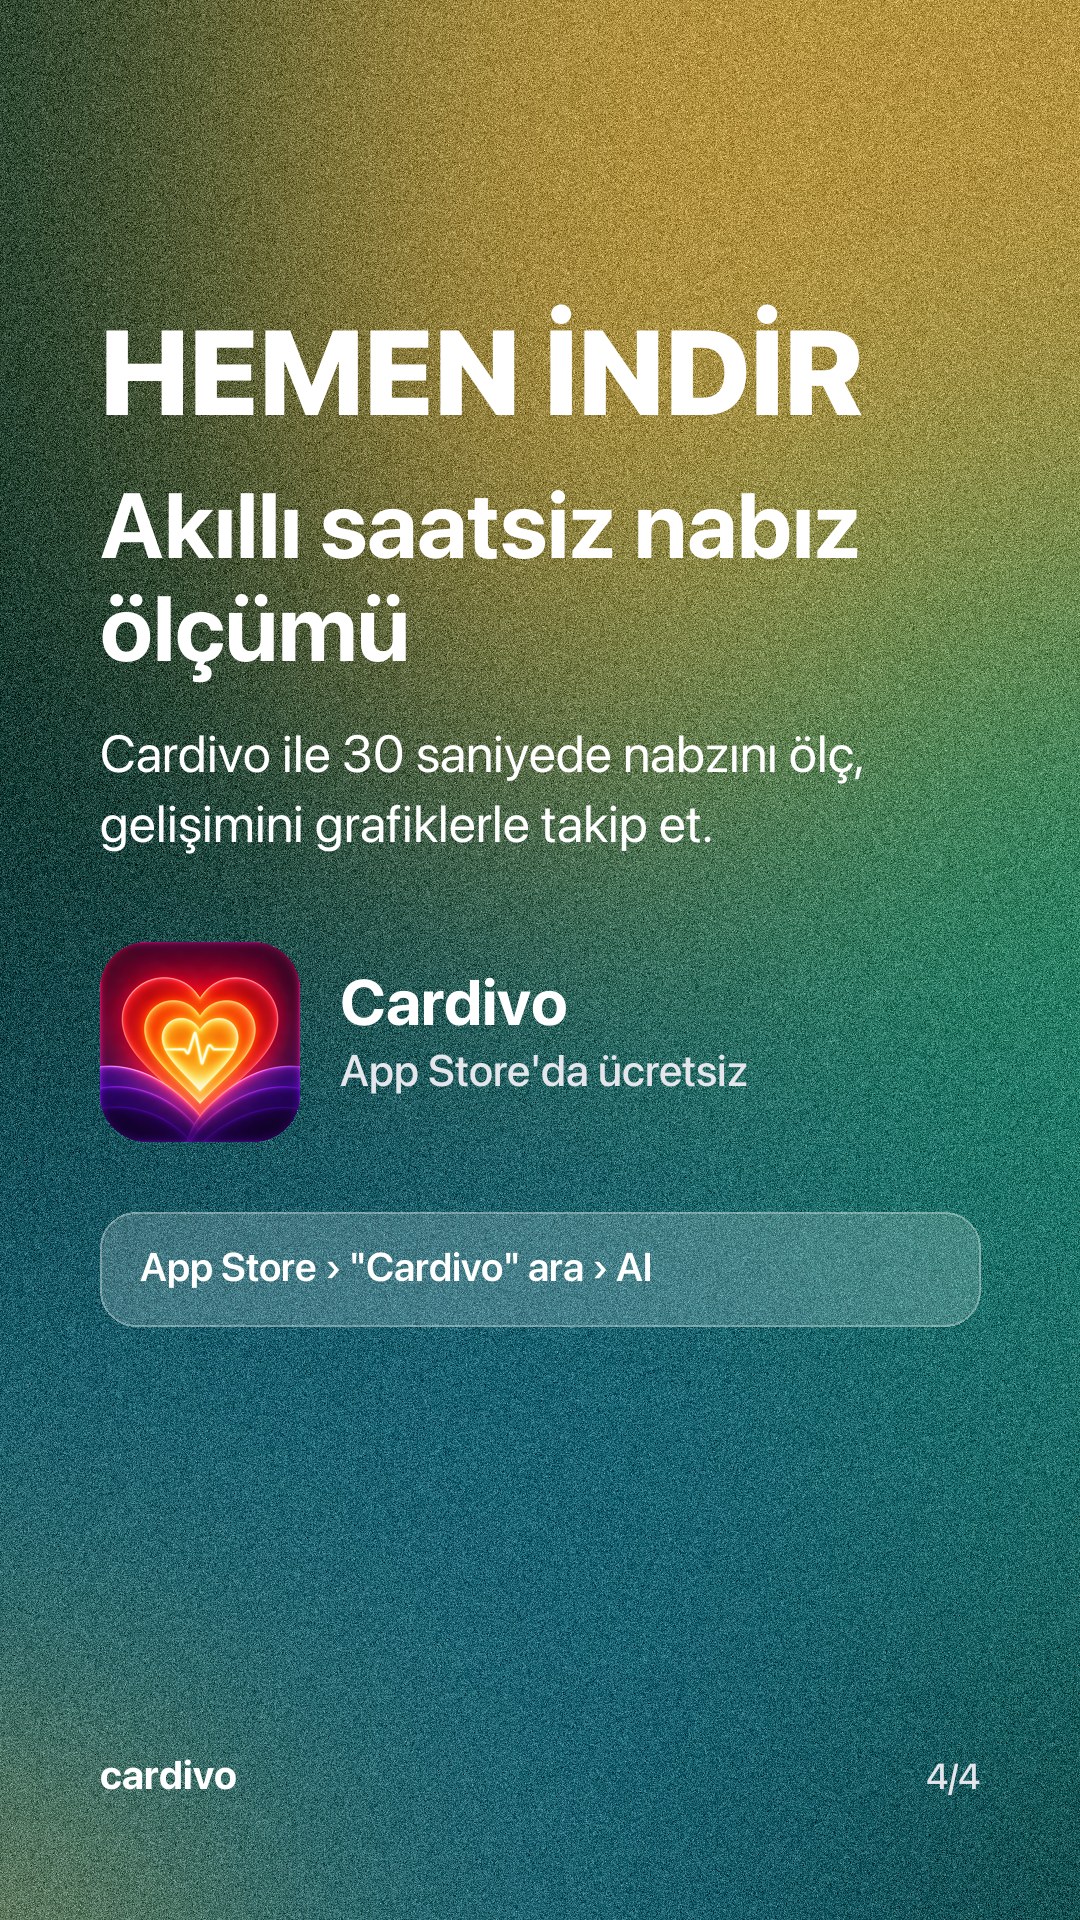 HEMEN İNDİR
Akıllı saatsiz nabız
ölçümü
Cardivo ile 30 saniyede nabzını ölç,
gelişimini grafiklerle takip et.
Cardivo
App Store'da ücretsiz
App Store › "Cardivo" ara › Al
cardivo
4/4